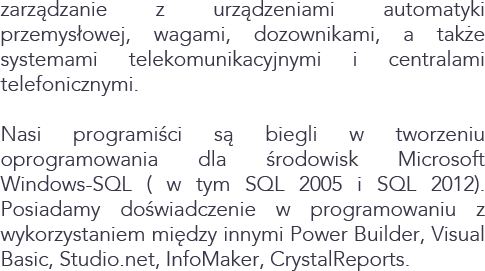 zarządzanie z urządzeniami automatyki
przemysłowej, wagami, dozownikami, a także
systemami telekomunikacyjnymi i centralami
telefonicznymi.
Nasi programiści są biegli w tworzeniu
oprogramowania dla środowisk Microsoft
Windows-SQL ( w tym SQL 2005 i SQL 2012).
Posiadamy doświadczenie w programowaniu z
wykorzystaniem między innymi Power Builder, Visual
Basic, Studio.net, InfoMaker, CrystalReports.